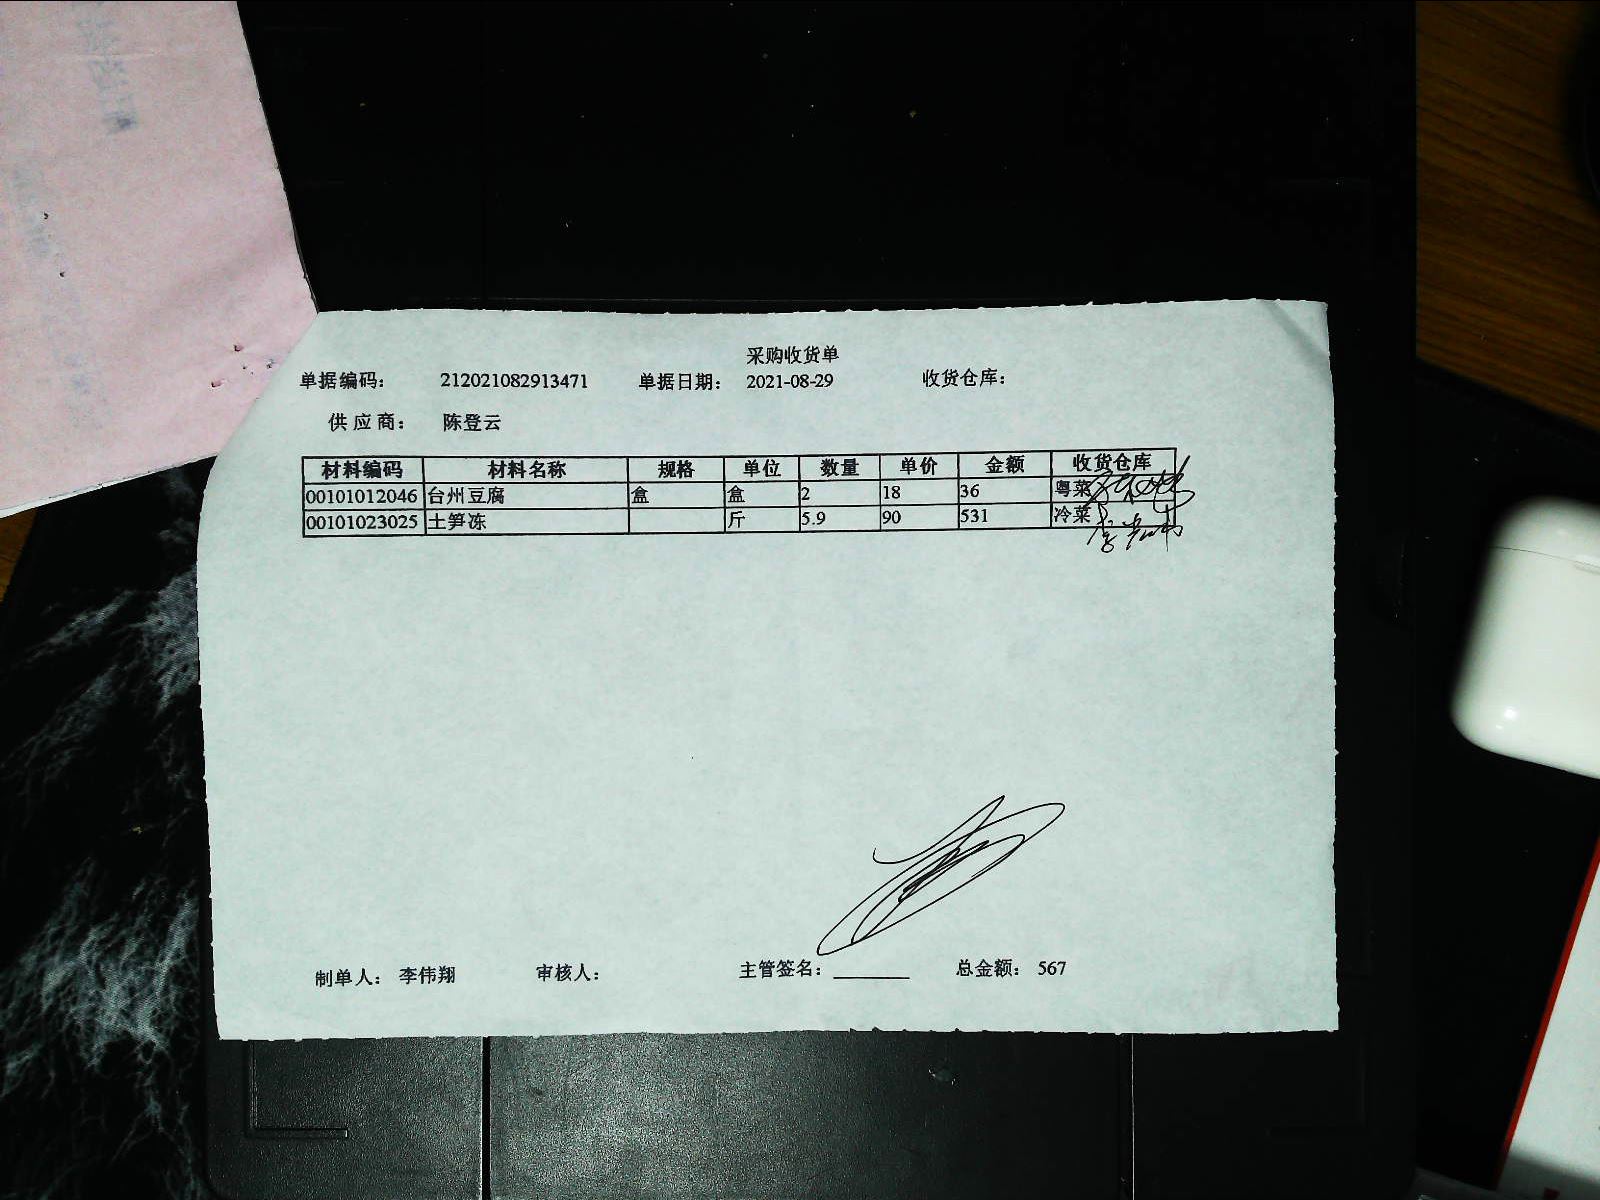 采购收货单
单据编码： 212021082913471 单据日期： 2021-08-29 收货仓库：
供应商： 陈登云
材料编码 材料名称 规格 单位 数量 单价 金额 收货仓库
00101012046 台州豆腐 盒 盒 2 18 36 粤菜
00101023025 土笋冻 斤 5.9 90 531 冷菜
制单人： 李伟翔 审核人： 主管签名：________ 总金额： 567